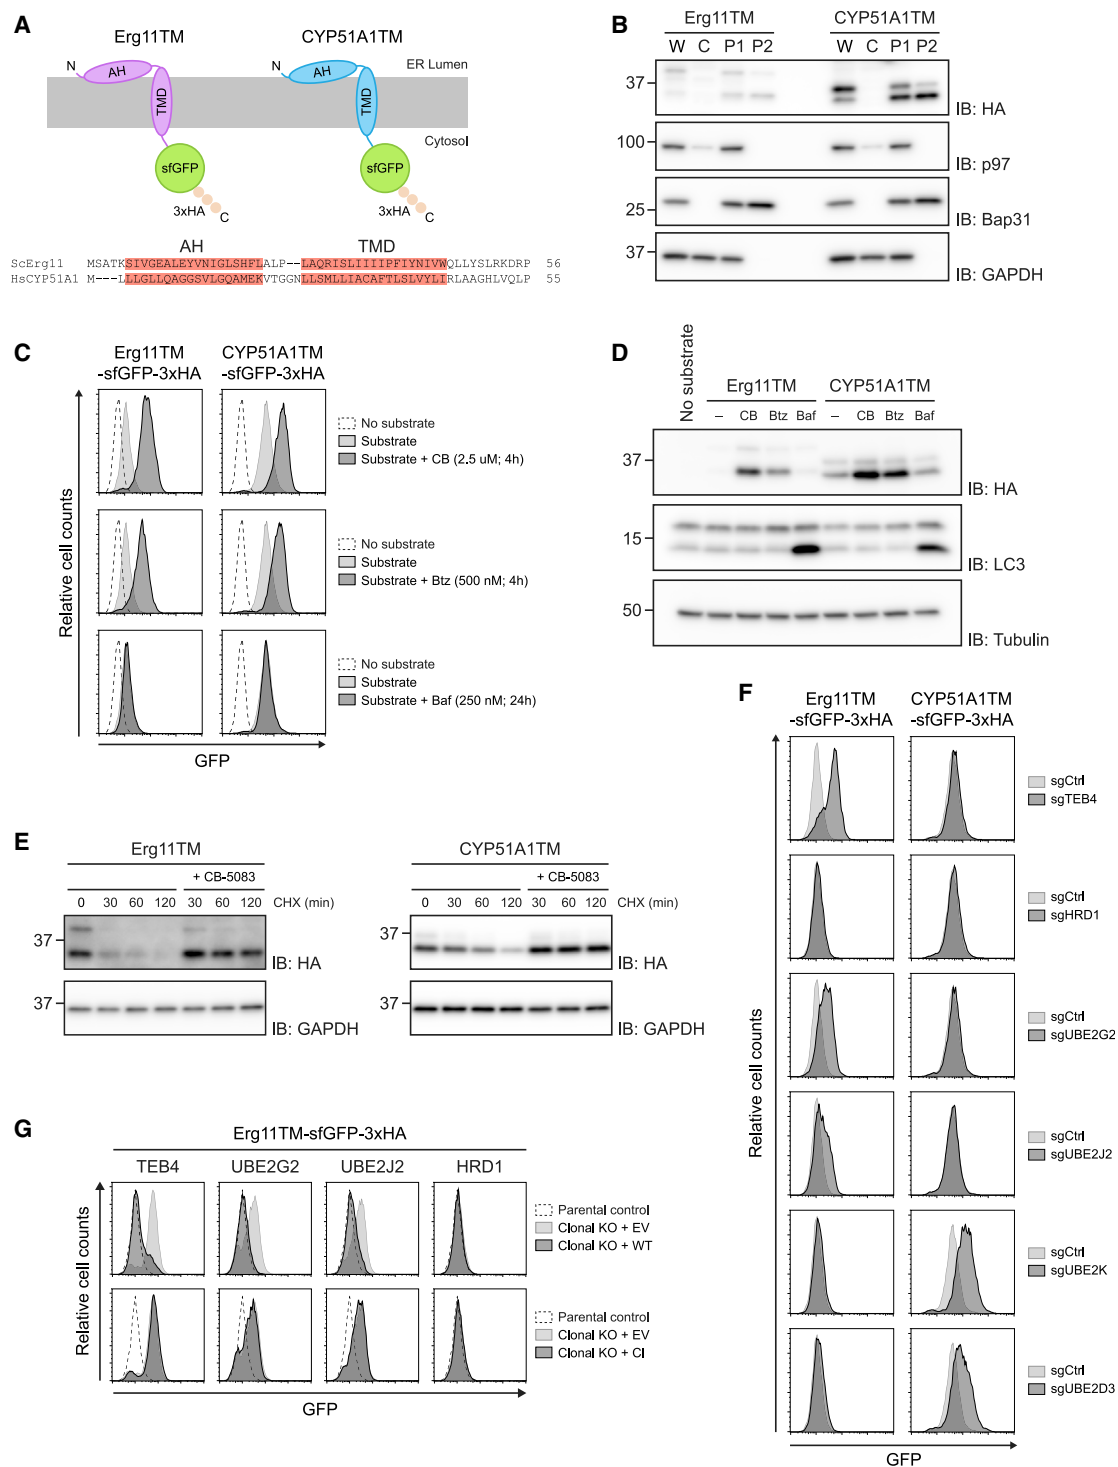 A
Erg11TM
CYP51A1TM
N
AH
TMD
sfGFP
3xHA
C
N
AH
TMD
sfGFP
3xHA
C
ER Lumen
Cytosol
AH
TMD
ScErg11 MSATKSIVGEALEYVNIGLSHFLALP--LAQRISLIIIIPFIYNIVWQLLYSLRKDRP 56
HsCYP51A1 M---LLGLLQAGGSVLGQAMEKVTGGNLLSMLLIACAFTLSLVYLIRLAAGHLVQLP 55
B
Erg11TM
CYP51A1TM
W C P1 P2
W C P1 P2
37
IB: HA
100
IB: p97
25
IB: Bap31
37
IB: GAPDH
C
Erg11TM
-sfGFP-3xHA
CYP51A1TM
-sfGFP-3xHA
No substrate
Substrate
Substrate + CB (2.5 uM; 4h)
No substrate
Substrate
Substrate + Btz (500 nM; 4h)
No substrate
Substrate
Substrate + Baf (250 nM; 24h)
Relative cell counts
GFP
D
No substrate
Erg11TM
CYP51A1TM
– CB Btz Baf
– CB Btz Baf
37
IB: HA
15
IB: LC3
50
IB: Tubulin
E
Erg11TM
+ CB-5083
0 30 60 120 30 60 120 CHX (min)
37
IB: HA
37
IB: GAPDH
CYP51A1TM
+ CB-5083
0 30 60 120 30 60 120 CHX (min)
37
IB: HA
37
IB: GAPDH
F
Erg11TM
-sfGFP-3xHA
CYP51A1TM
-sfGFP-3xHA
sgCtrl
sgTEB4
sgCtrl
sgHRD1
sgCtrl
sgUBE2G2
sgCtrl
sgUBE2J2
sgCtrl
sgUBE2K
sgCtrl
sgUBE2D3
Relative cell counts
GFP
G
Erg11TM-sfGFP-3xHA
TEB4 UBE2G2 UBE2J2 HRD1
Parental control
Clonal KO + EV
Clonal KO + WT
Parental control
Clonal KO + EV
Clonal KO + CI
Relative cell counts
GFP